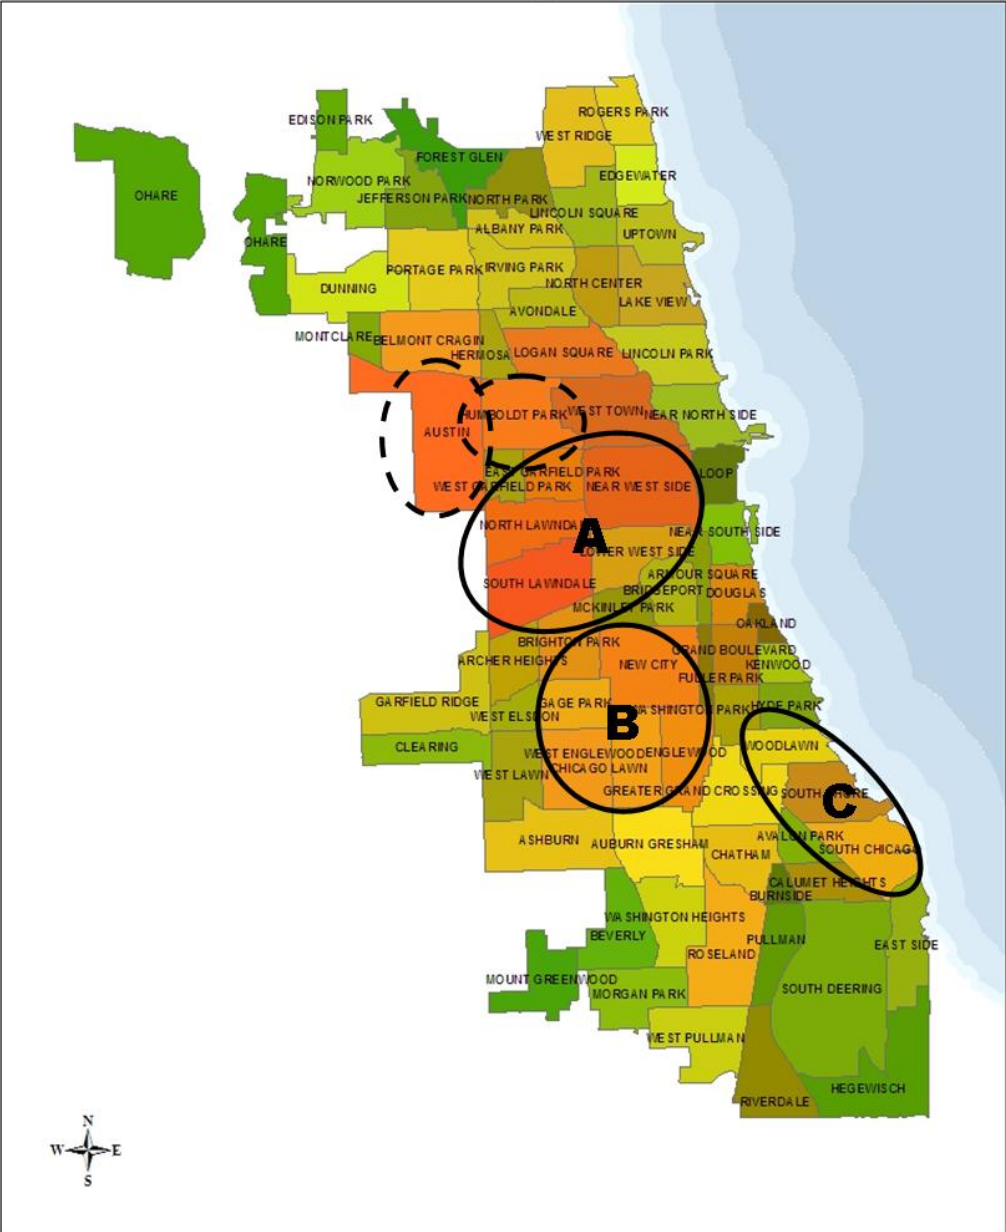 ROGERS PARK
EDISON PARK
WEST RIDGE
FOREST GLEN
EDGEWATER
NORWOOD PARK
OHARE
JEFFERSON PARK
NORTH PARK
LINCOLN SQUARE
ALBANY PARK
UPTOWN
OHARE
PORTAGE PARK
IRVING PARK
NORTH CENTER
DUNNING
LAKE VIEW
AVONDALE
MONTCLARE
BELMONT CRAGIN
HERMOSA
LOGAN SQUARE
LINCOLN PARK
HUMBOLDT PARK
WEST TOWN
NEAR NORTH SIDE
AUSTIN
EAST GARFIELD PARK
LOOP
WEST GARFIELD PARK
NEAR WEST SIDE
NORTH LAWNDALE
A
NEAR SOUTH SIDE
LOWER WEST SIDE
ARMOUR SQUARE
SOUTH LAWNDALE
BRIDGEPORT
DOUGLAS
MCKINLEY PARK
OAKLAND
BRIGHTON PARK
GRAND BOULEVARD
ARCHER HEIGHTS
NEW CITY
KENWOOD
FULLER PARK
GARFIELD RIDGE
GAGE PARK
WASHINGTON PARK
HYDE PARK
WEST ELSDON
B
CLEARING
WEST ENGLEWOOD
ENGLEWOOD
WOODLAWN
CHICAGO LAWN
WEST LAWN
GREATER GRAND CROSSING
SOUTH SHORE
C
ASHBURN
AUBURN GRESHAM
AVALON PARK
CHATHAM
SOUTH CHICAGO
CALUMET HEIGHTS
BURNSIDE
WASHINGTON HEIGHTS
BEVERLY
PULLMAN
EAST SIDE
ROSELAND
MOUNT GREENWOOD
SOUTH DEERING
MORGAN PARK
WEST PULLMAN
HEGEWISCH
RIVERDALE
N
W E
S